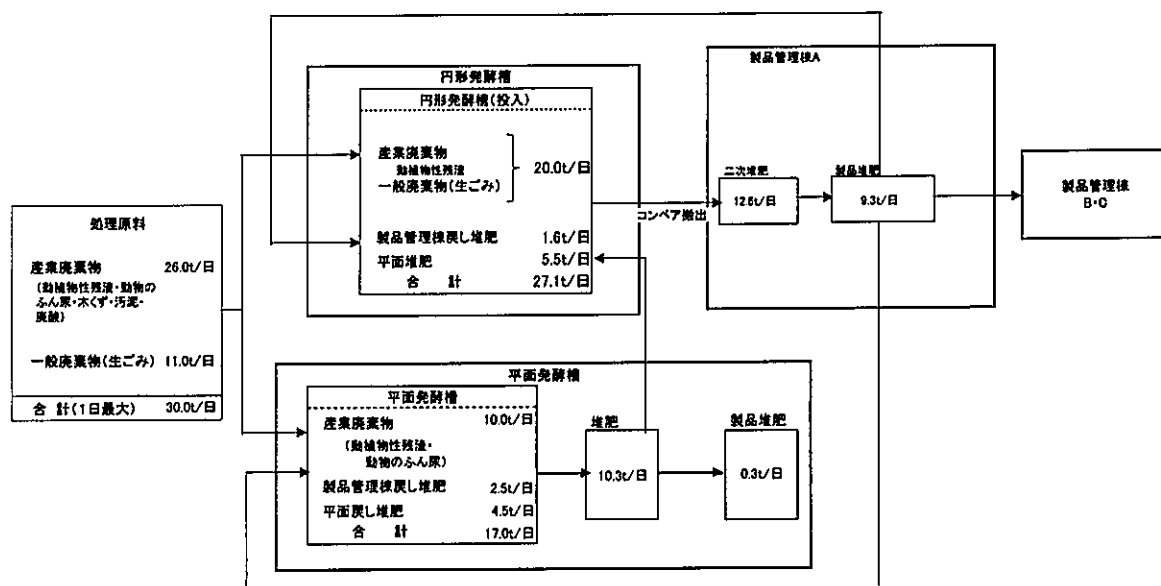 処理原料
産業廃棄物 26.0t/日
(動植物性残渣・動物の
ふん尿・木くず・汚泥・
廃酸)
一般廃棄物(生ごみ) 11.0t/日
合 計(1日最大) 30.0t/日
円形発酵槽
円形発酵槽(投入)
産業廃棄物
動植物性残渣
一般廃棄物(生ごみ)
20.0t/日
製品管理棟戻し堆肥 1.6t/日
平面堆肥 5.5t/日
合 計 27.1t/日
コンベア搬出
製品管理棟A
二次堆肥
12.6t/日
製品堆肥
9.3t/日
製品管理棟
B・C
平面発酵槽
平面発酵槽
産業廃棄物 10.0t/日
(動植物性残渣・
動物のふん尿)
製品管理棟戻し堆肥 2.5t/日
平面戻し堆肥 4.5t/日
合 計 17.0t/日
堆肥
10.3t/日
製品堆肥
0.3t/日